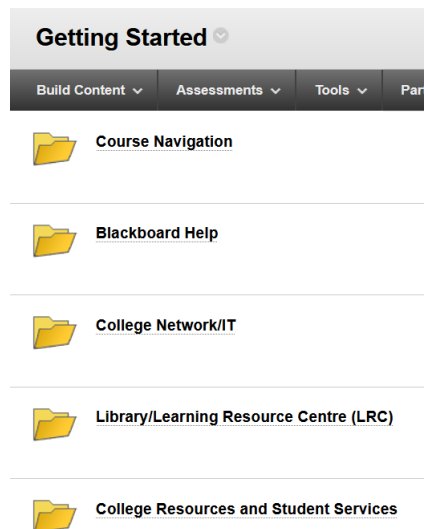 Getting Started
Build Content Assessments Tools
Course Navigation
Blackboard Help
College Network/IT
Library/Learning Resource Centre (LRC)
College Resources and Student Services